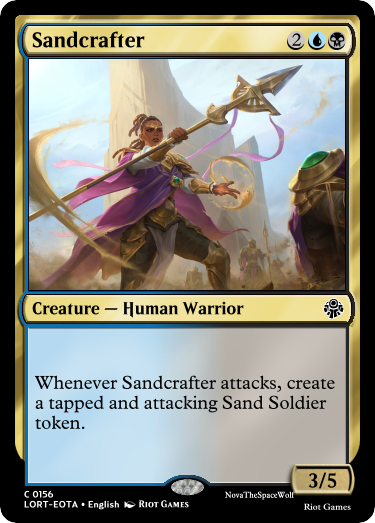 Sandcrafter 2
Creature — Human Warrior
Whenever Sandcrafter attacks, create
a tapped and attacking Sand Soldier
token.
3/5
C 0156
LORT-EOTA • English Riot Games
NovaTheSpaceWolf
Riot Games